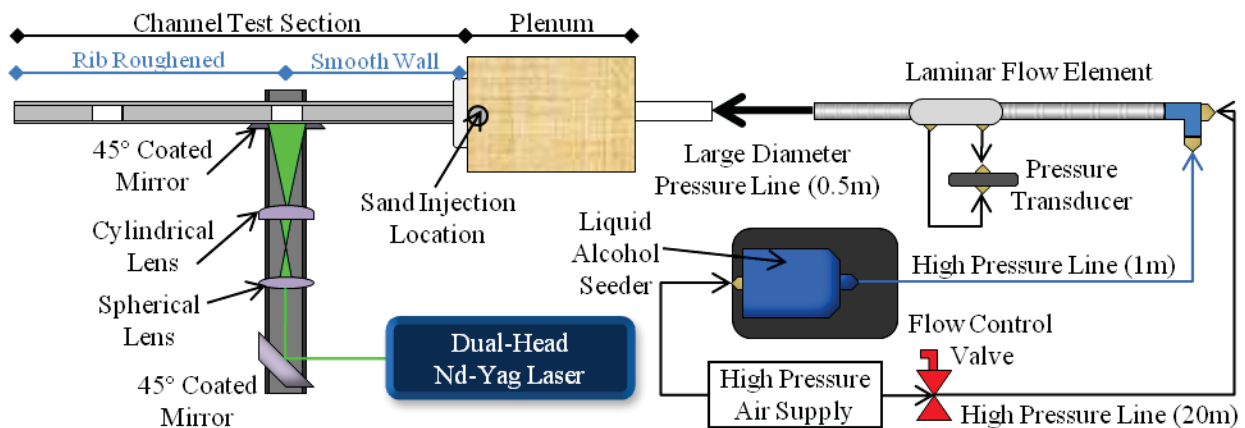 Channel Test Section
Plenum
Rib Roughened
Smooth Wall
Laminar Flow Element
45° Coated
Mirror
Large Diameter
Pressure Line (0.5m)
Pressure
Transducer
Sand Injection
Location
Cylindrical
Lens
Liquid
Alcohol
Seeder
High Pressure Line (1m)
Spherical
Lens
Flow Control
Valve
Dual-Head
Nd-Yag Laser
45° Coated
Mirror
High Pressure
Air Supply
High Pressure Line (20m)